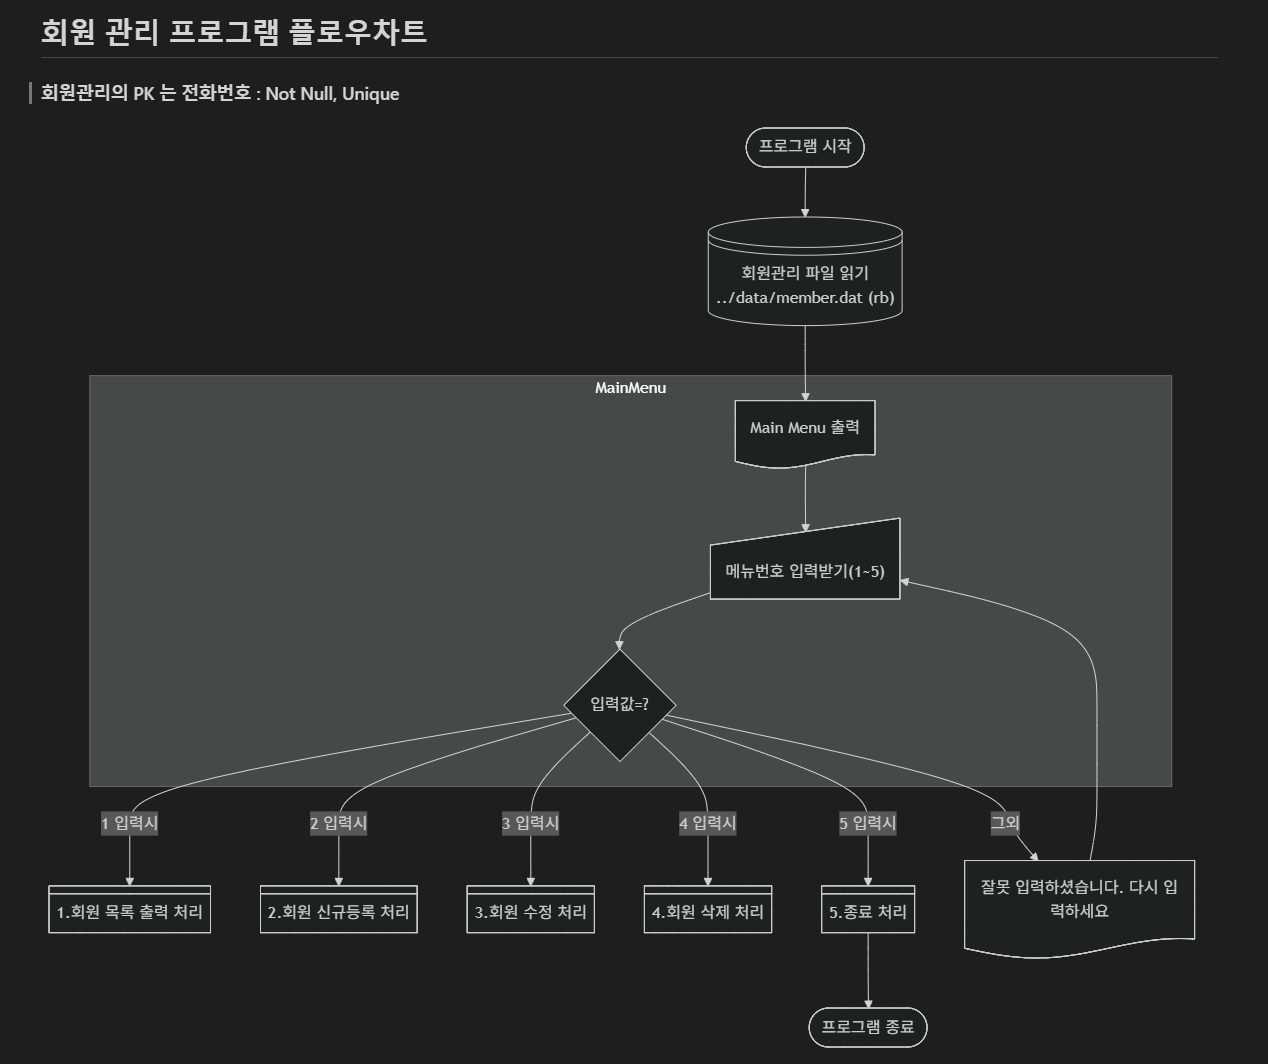 회원 관리 프로그램 플로우차트
회원관리의 PK 는 전화번호 : Not Null, Unique
프로그램 시작
회원관리 파일 읽기
../data/member.dat (rb)
MainMenu
Main Menu 출력
메뉴번호 입력받기(1~5)
입력값=?
1 입력시
2 입력시
3 입력시
4 입력시
5 입력시
그외
1.회원 목록 출력 처리
2.회원 신규등록 처리
3.회원 수정 처리
4.회원 삭제 처리
5.종료 처리
잘못 입력하셨습니다. 다시 입
력하세요
프로그램 종료